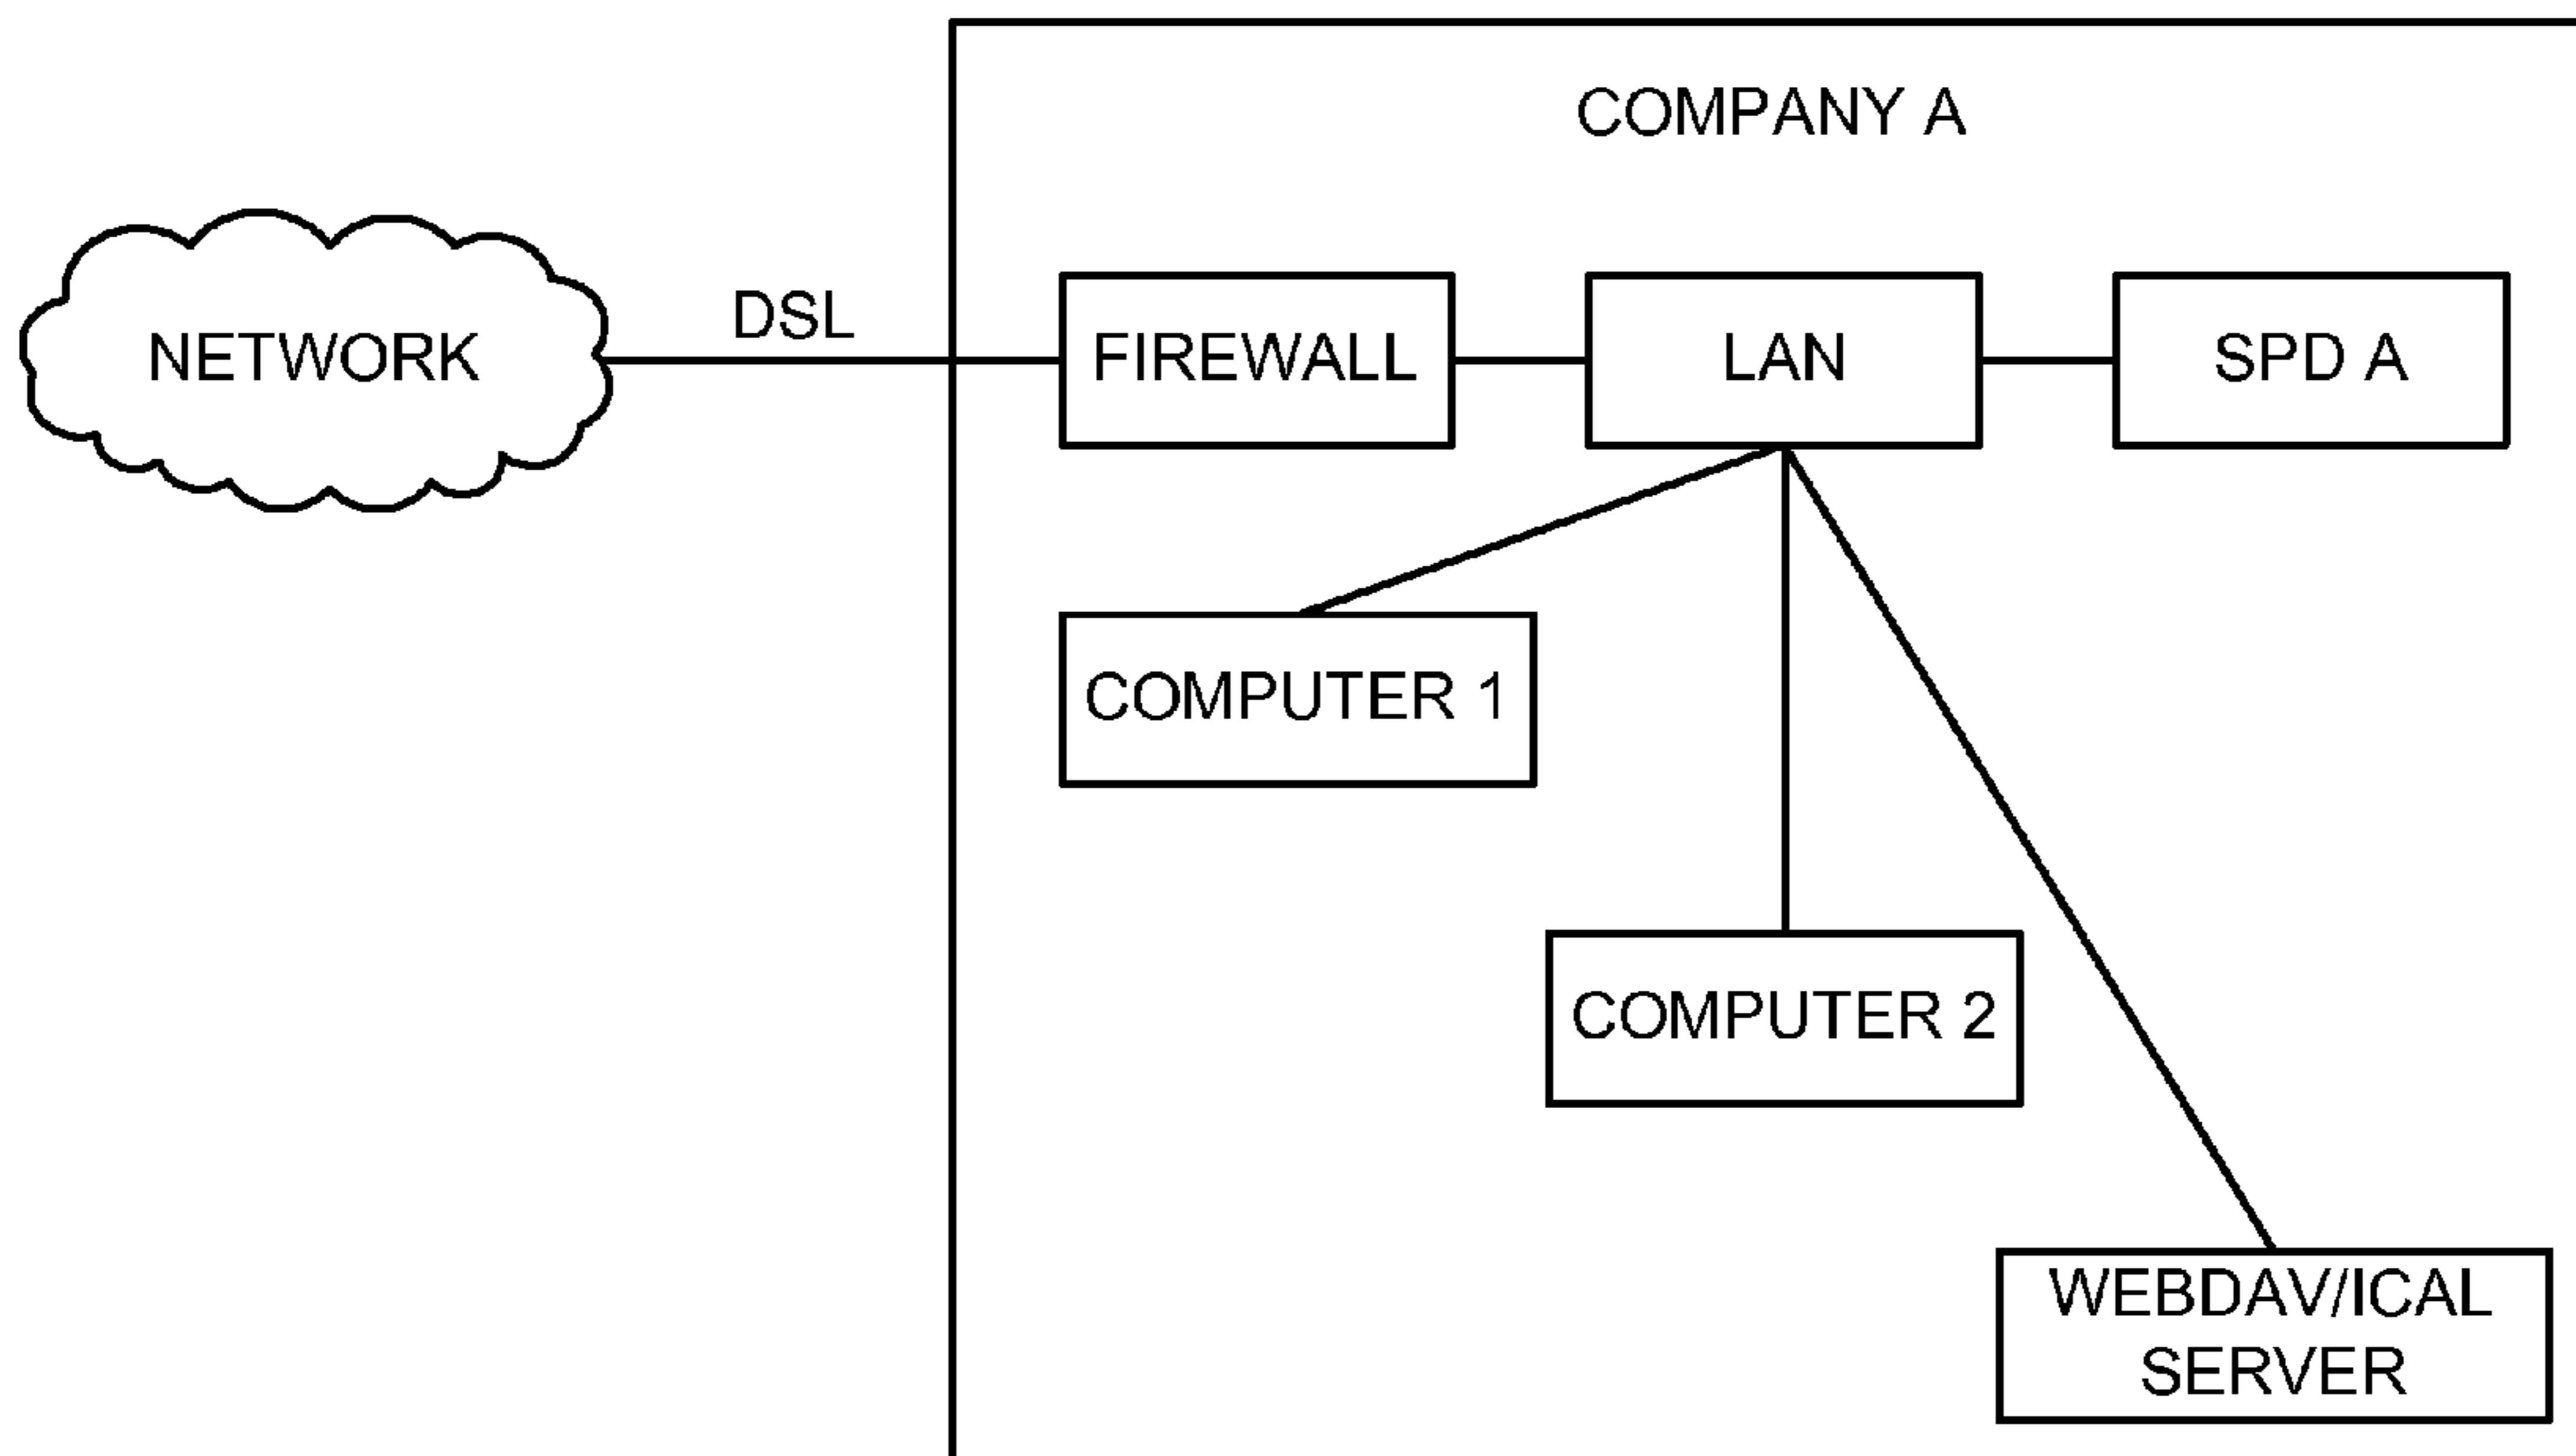 COMPANY A
DSL
NETWORK
FIREWALL
LAN
SPD A
COMPUTER 1
COMPUTER 2
WEBDAV/ICAL
SERVER